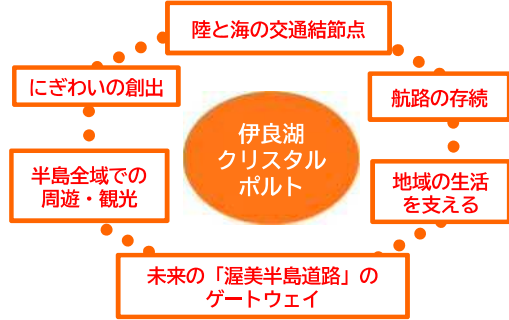 陸と海の交通結節点
にぎわいの創出
航路の存続
伊良湖
クリスタル
ポルト
半島全域での
周遊・観光
地域の生活
を支える
未来の「渥美半島道路」の
ゲートウェイ